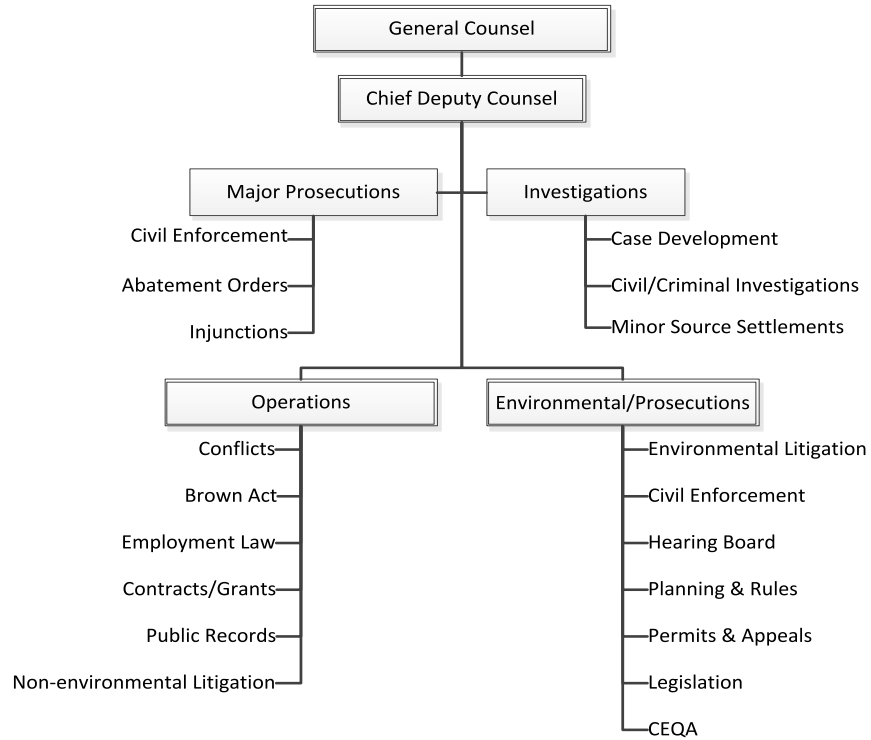 General Counsel
Chief Deputy Counsel
Major Prosecutions
Civil Enforcement
Abatement Orders
Injunctions
Investigations
Case Development
Civil/Criminal Investigations
Minor Source Settlements
Operations
Conflicts
Brown Act
Employment Law
Contracts/Grants
Public Records
Non-environmental Litigation
Environmental/Prosecutions
Environmental Litigation
Civil Enforcement
Hearing Board
Planning & Rules
Permits & Appeals
Legislation
CEQA